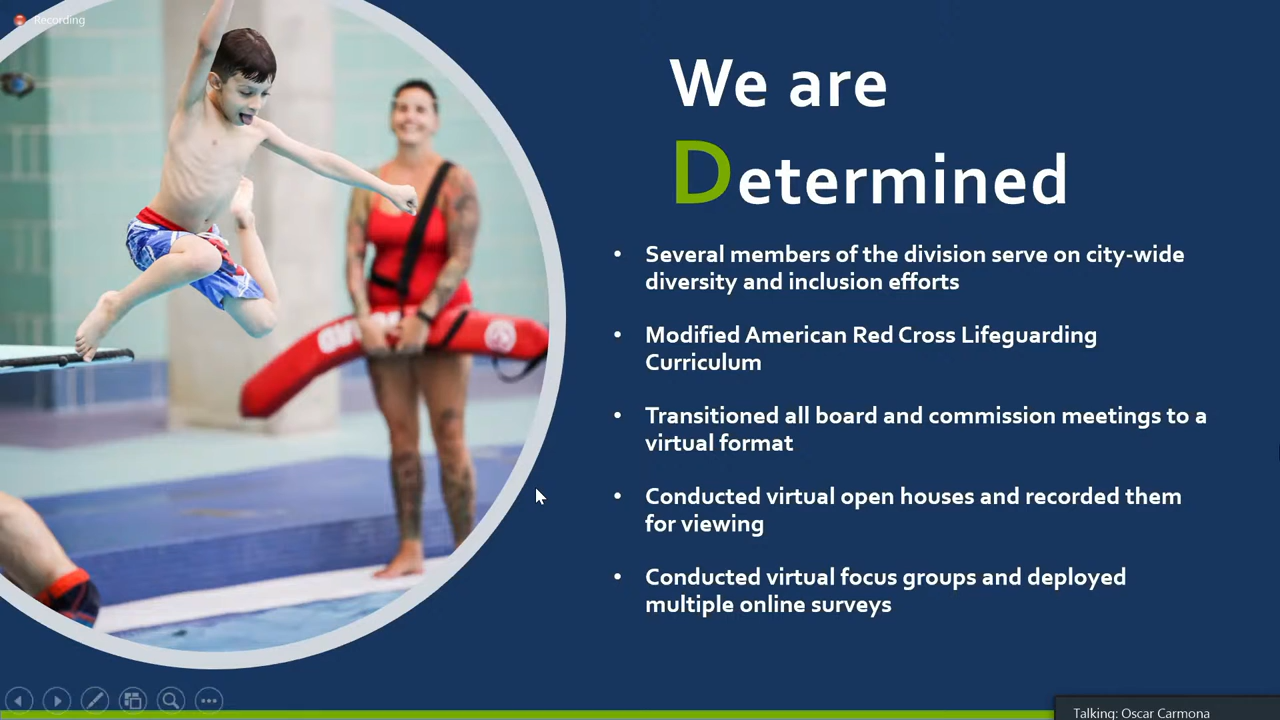 Recording
We are
Determined
• Several members of the division serve on city-wide
diversity and inclusion efforts
• Modified American Red Cross Lifeguarding
Curriculum
• Transitioned all board and commission meetings to a
virtual format
• Conducted virtual open houses and recorded them
for viewing
• Conducted virtual focus groups and deployed
multiple online surveys
Talking: Oscar Carmona